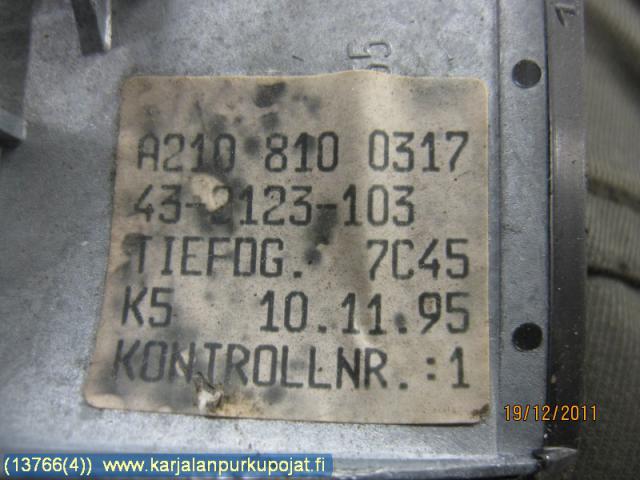 A210 810 0317
43-2123-103
TIEFDG. 7C45
K5 10.11.95
KONTROLLNR.:1
19/12/2011
(13766(4)) www.karjalanpurkupojat.fi